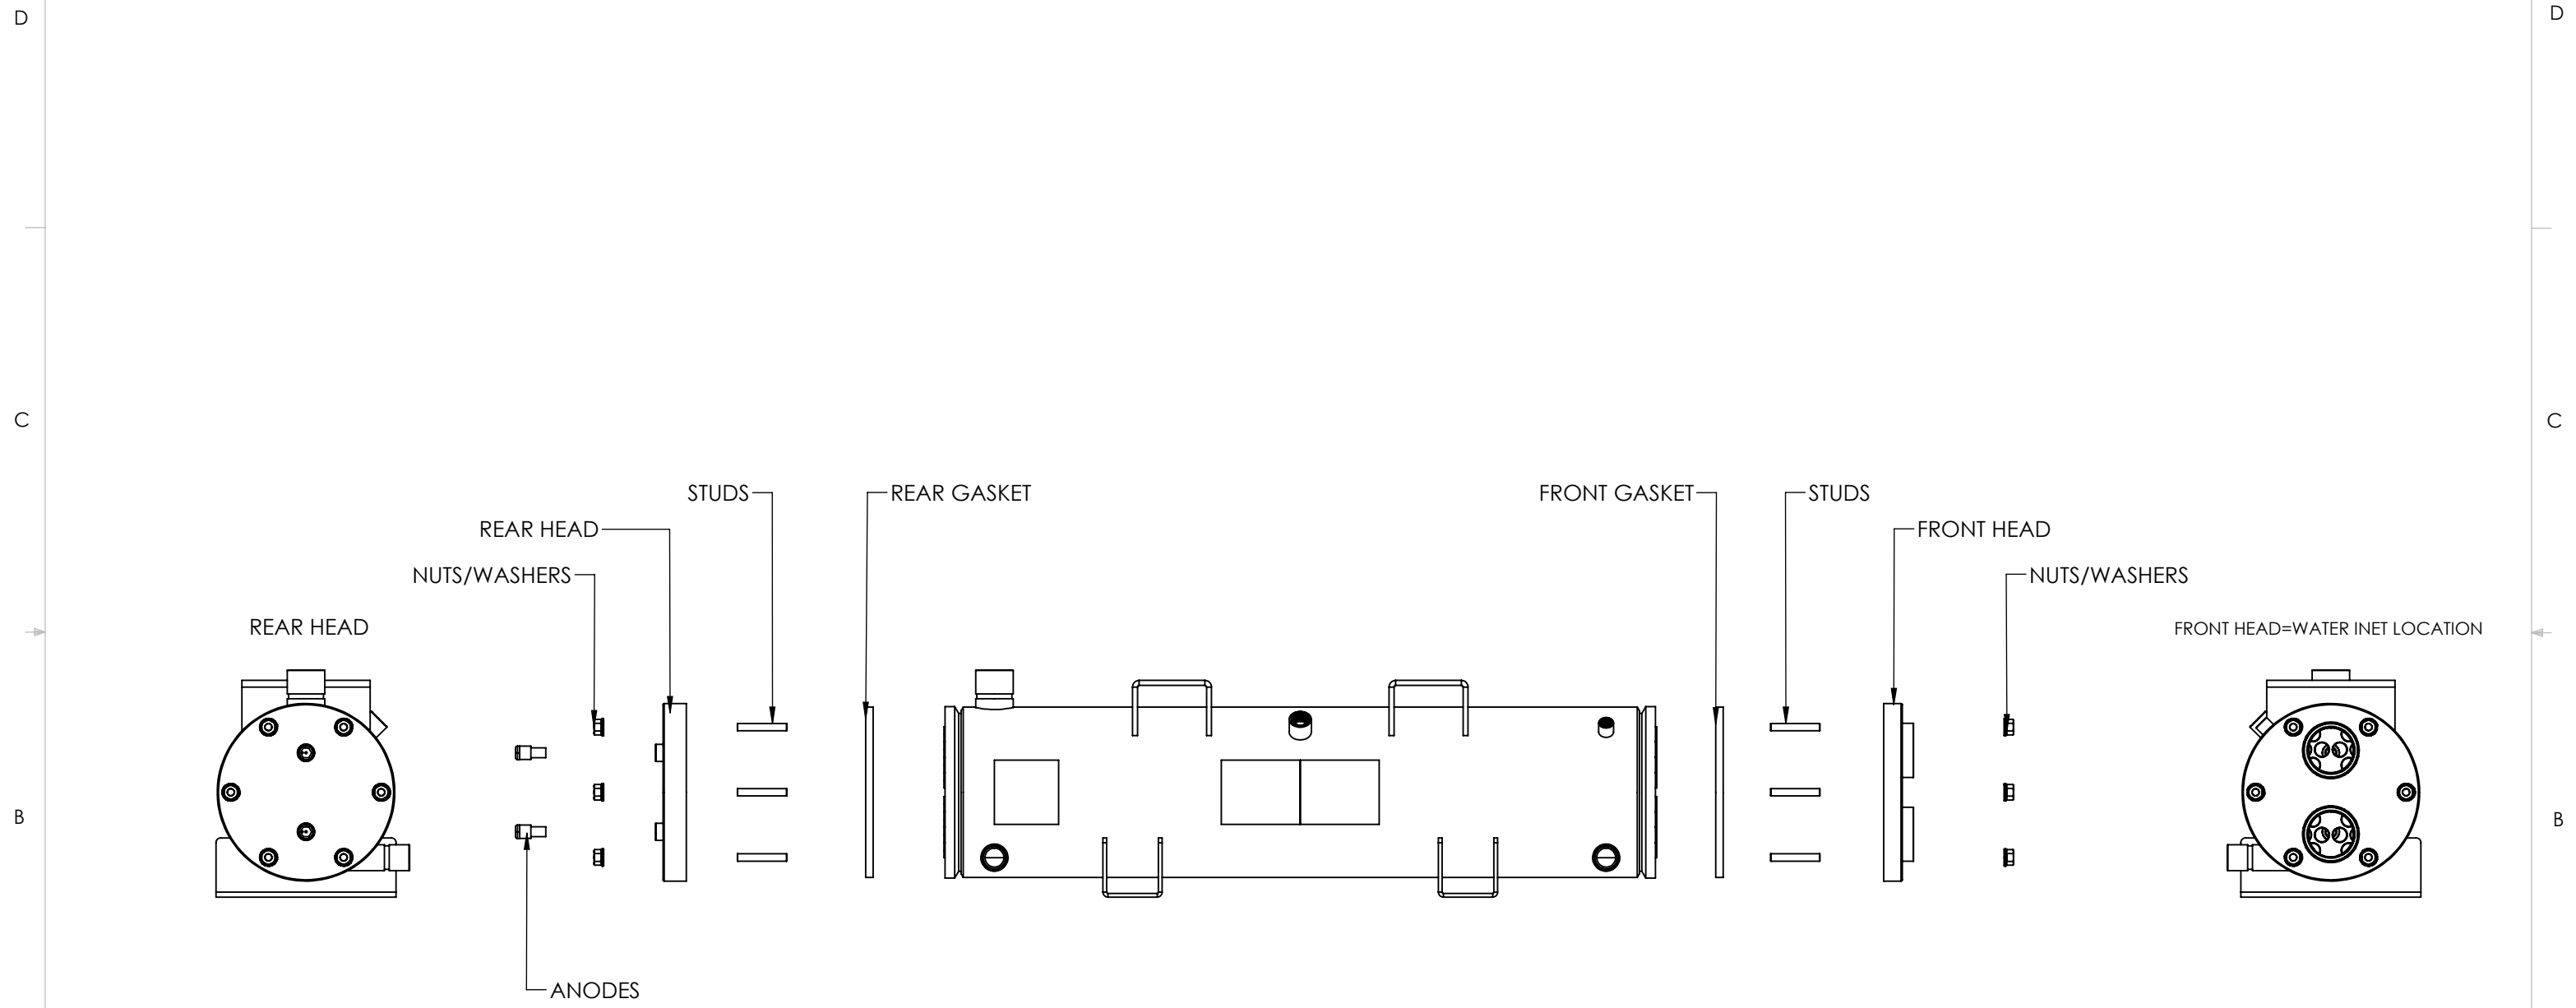 D
D
C
C
STUDS
REAR GASKET
FRONT GASKET
STUDS
REAR HEAD
FRONT HEAD
NUTS/WASHERS
NUTS/WASHERS
REAR HEAD
FRONT HEAD=WATER INET LOCATION
B
B
ANODES